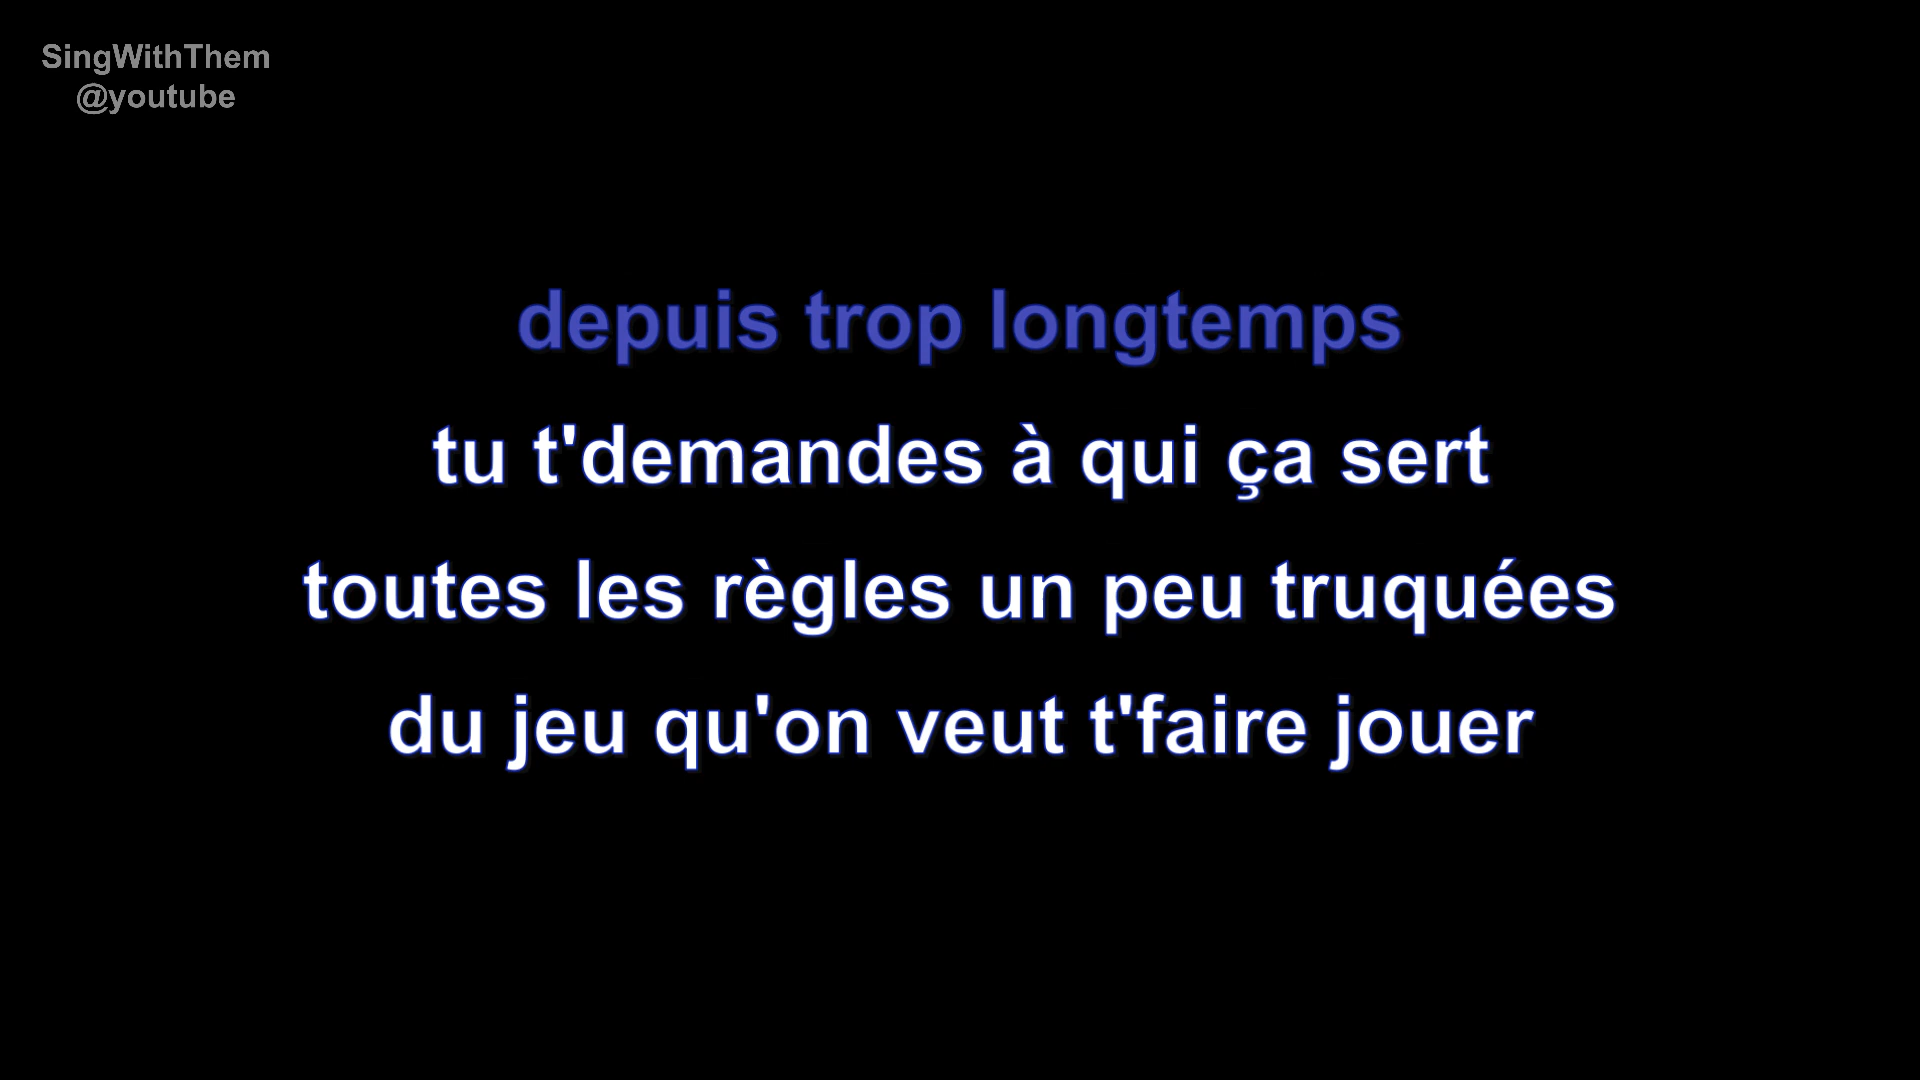 SingWithThem
@youtube
depuis trop longtemps
tu t'demandes à qui ça sert
toutes les règles un peu truquées
du jeu qu'on veut t'faire jouer